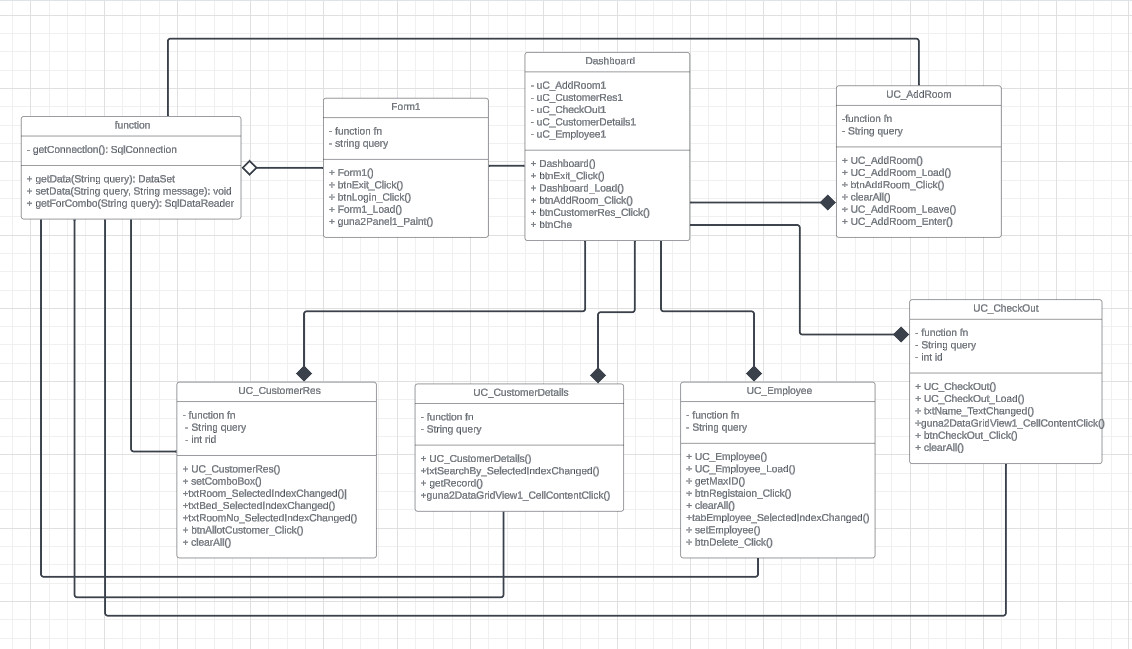 function
- getConnection(): SqlConnection
+ getData(String query): DataSet
+ setData(String query, String message): void
+ getForCombo(String query): SqlDataReader
Form1
- function fn
- string query
+ Form1()
+ btnExit_Click()
+ btnLogin_Click()
+ Form1_Load()
+ guna2Panel1_Paint()
Dashboard
- uC_AddRoom1
- uC_CustomerRes1
- uC_CheckOut1
- uC_CustomerDetails1
- uC_Employee1
+ Dashboard()
+ btnExit_Click()
+ Dashboard_Load()
+ btnAddRoom_Click()
+ btnCustomerRes_Click()
+ btnChe
UC_AddRoom
-function fn
- String query
+ UC_AddRoom()
+ UC_AddRoom_Load()
+ btnAddRoom_Click()
+ clearAll()
+ UC_AddRoom_Leave()
+ UC_AddRoom_Enter()
UC_CheckOut
- function fn
- String query
- int id
+ UC_CheckOut()
+ UC_CheckOut_Load()
+ txtName_TextChanged()
+guna2DataGridView1_CellContentClick()
+ btnCheckOut_Click()
+ clearAll()
UC_CustomerRes
- function fn
- String query
- int rid
+ UC_CustomerRes()
+ setComboBox()
+txtRoom_SelectedIndexChanged()|
+txtBed_SelectedIndexChanged()
+txtRoomNo_SelectedIndexChanged()
+ btnAllotCustomer_Click()
+ clearAll()
UC_CustomerDetails
- function fn
- String query
+ UC_CustomerDetails()
+txtSearchBy_SelectedIndexChanged()
+ getRecord()
+guna2DataGridView1_CellContentClick()
UC_Employee
- function fn
- String query
+ UC_Employee()
+ UC_Employee_Load()
+ getMaxID()
+ btnRegistaion_Click()
+ clearAll()
+tabEmployee_SelectedIndexChanged()
+ setEmployee()
+ btnDelete_Click()